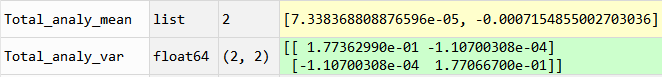 Total_analy_mean list 2 [7.338368808876596e-05, -0.0007154855002703036]
Total_analy_var float64 (2, 2) [[ 1.77362990e-01 -1.10700308e-04]
[-1.10700308e-04 1.77066700e-01]]